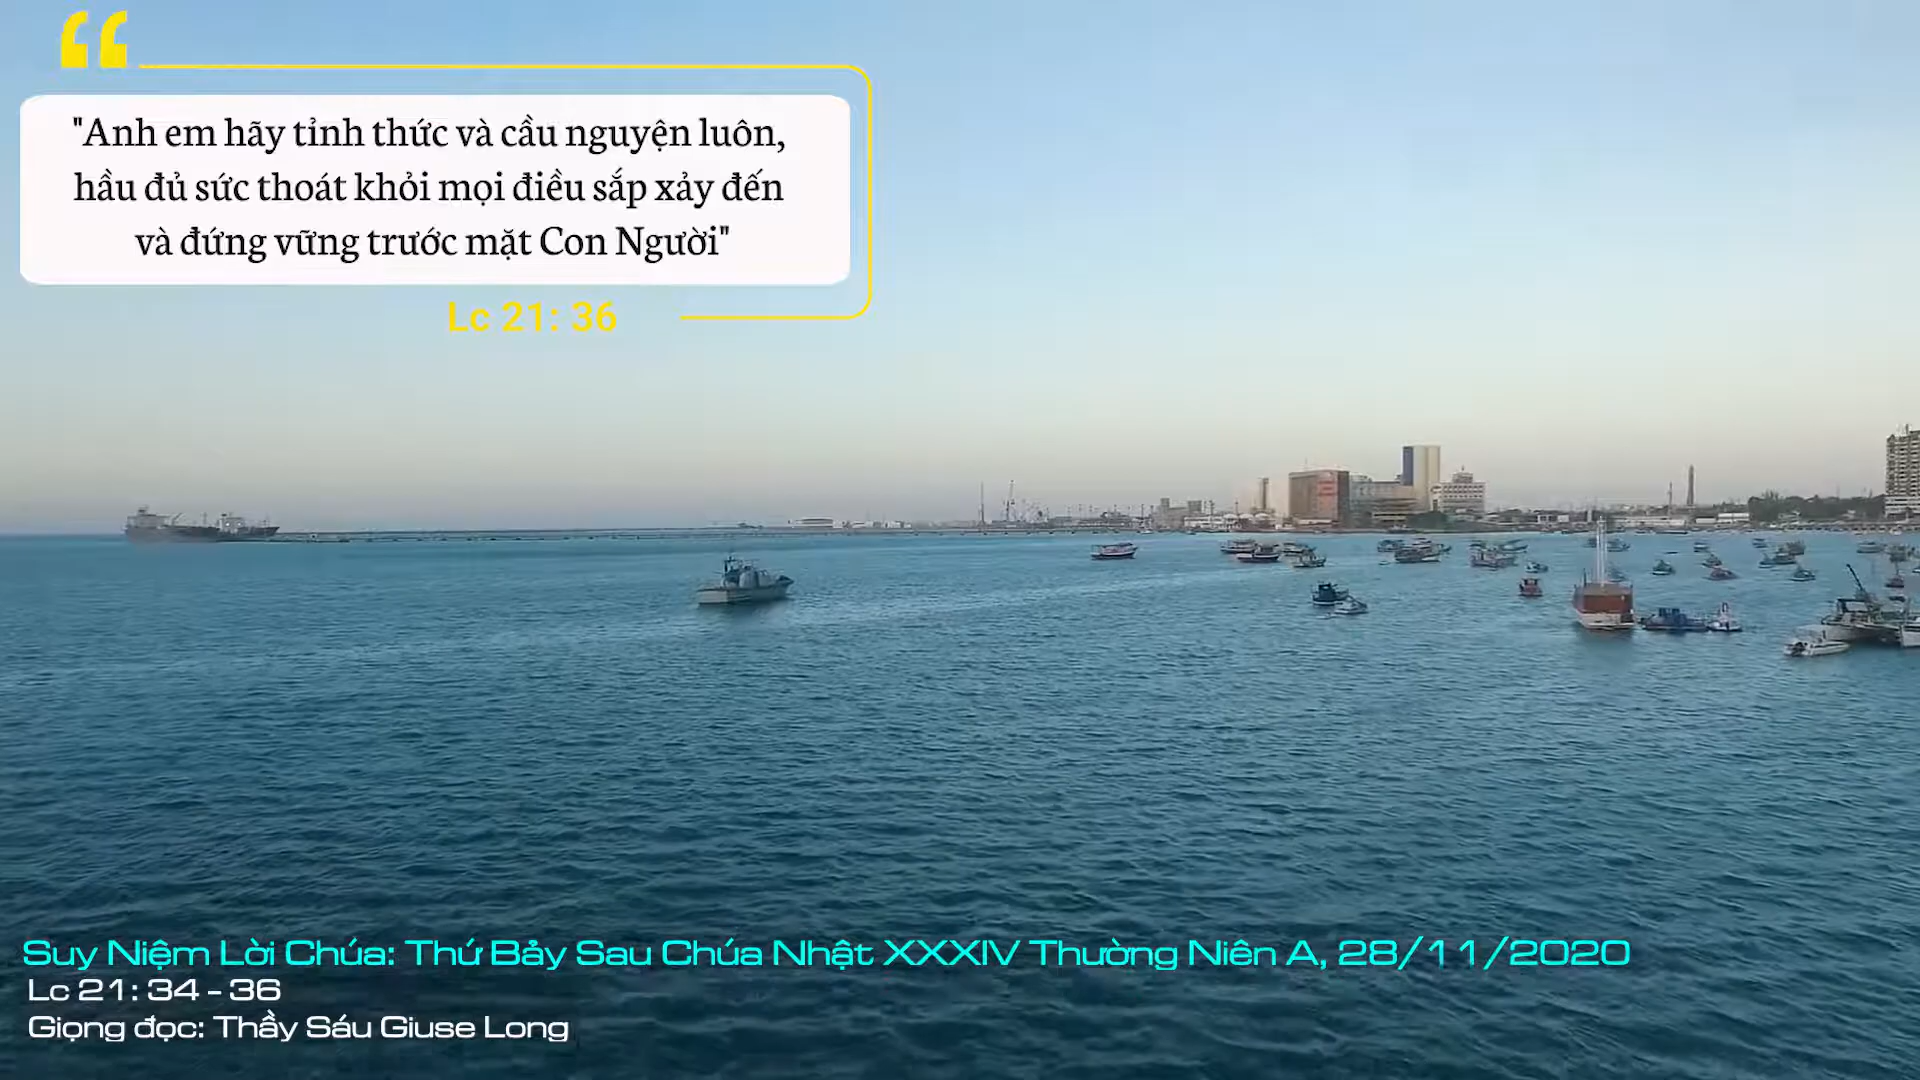 "Anh em hãy tỉnh thức và cầu nguyện luôn,
hầu đủ sức thoát khỏi mọi điều sắp xảy đến
và đứng vững trước mặt Con Người"
Lc 21: 36
Suy Niệm Lời Chúa: Thứ Bảy Sau Chúa Nhật XXXIV Thường Niên A, 28/11/2020
Lc 21: 34 - 36
Giọng đọc: Thầy Sáu Giuse Long